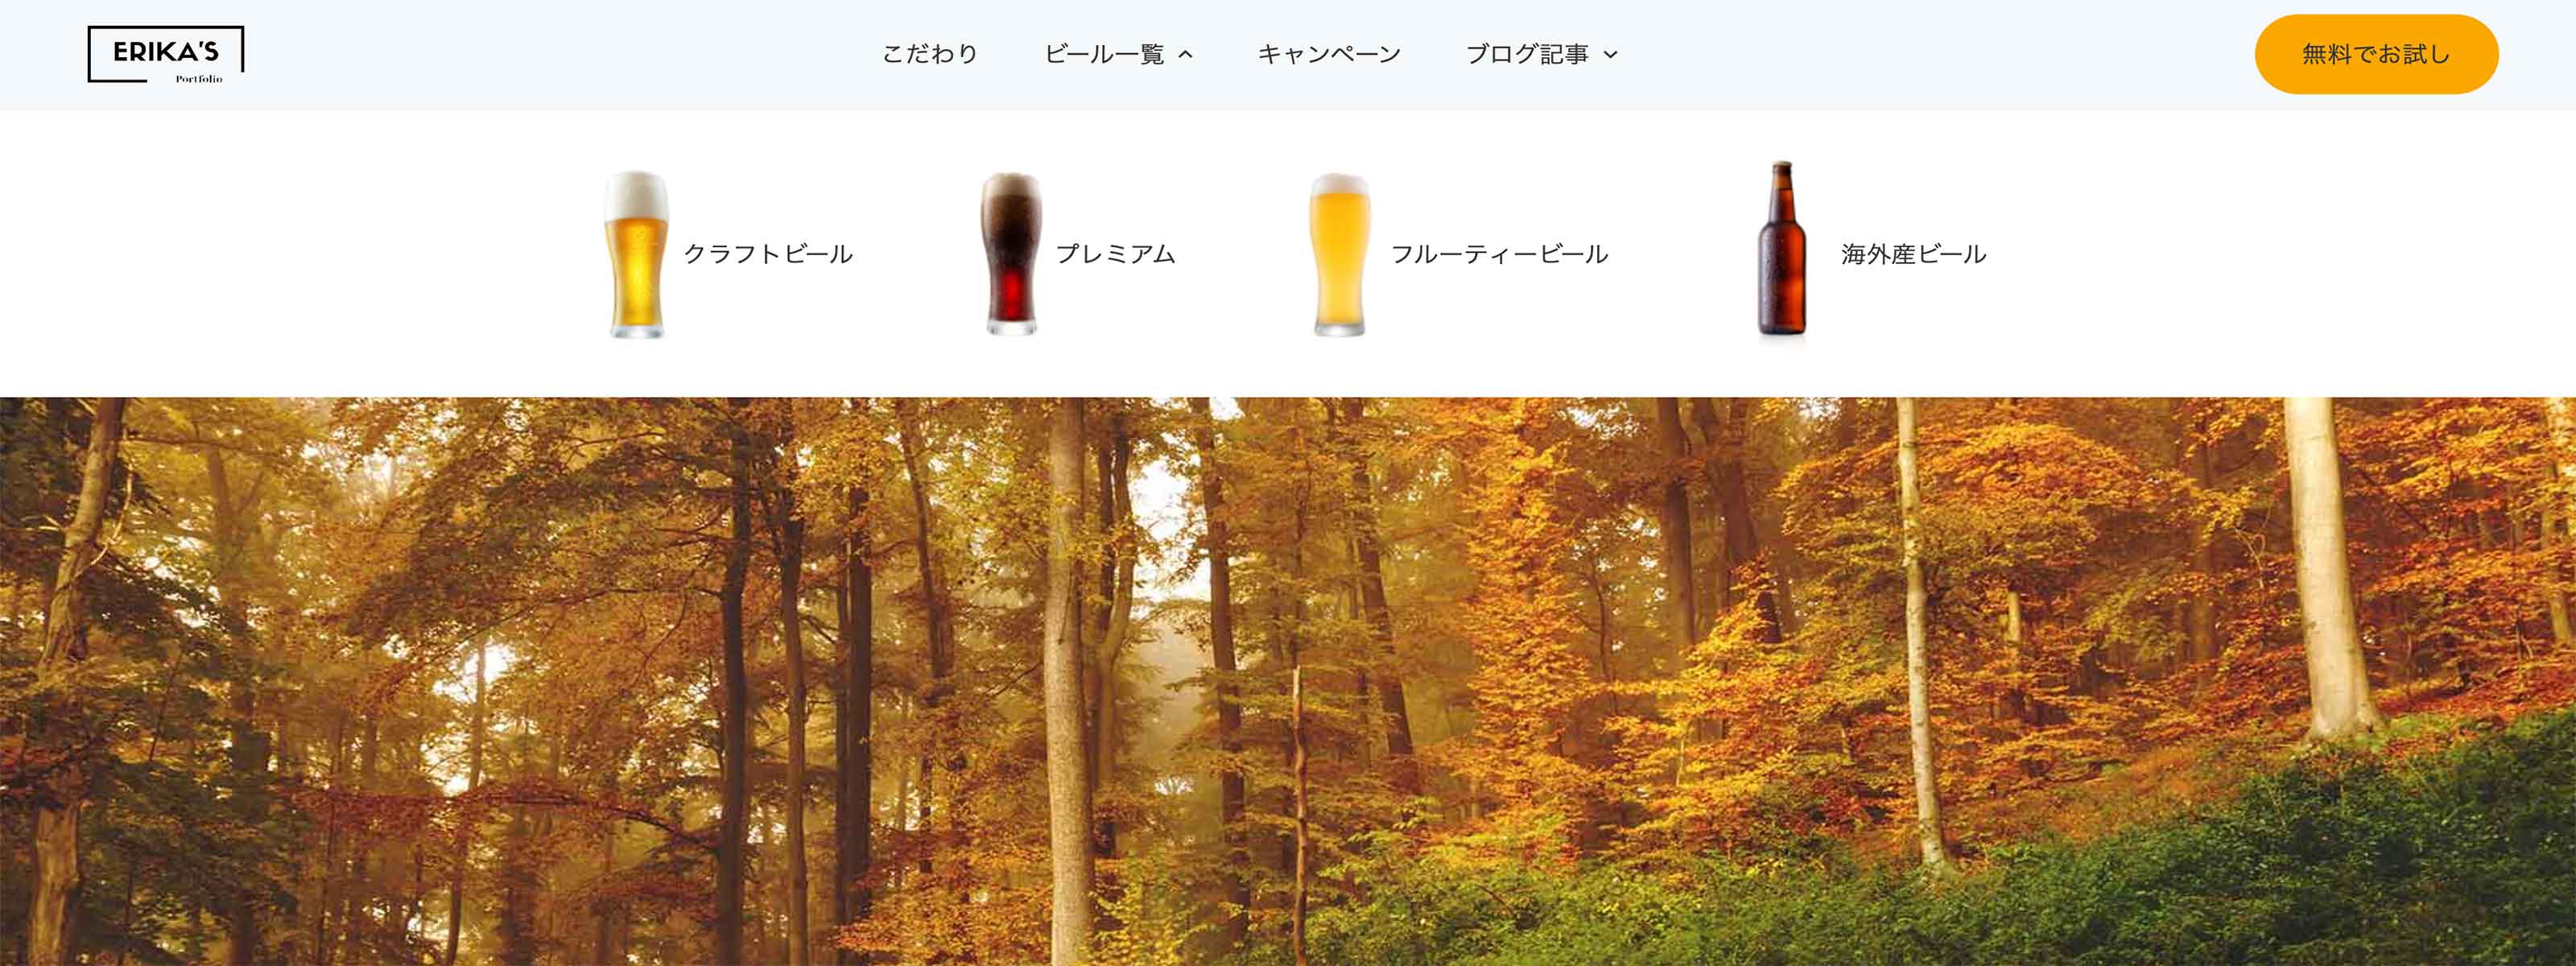 ERIKA'S
Portfolio
こだわり
ビール一覧
キャンペーン
ブログ記事
無料でお試し
クラフトビール
プレミアム
フルーティービール
海外産ビール